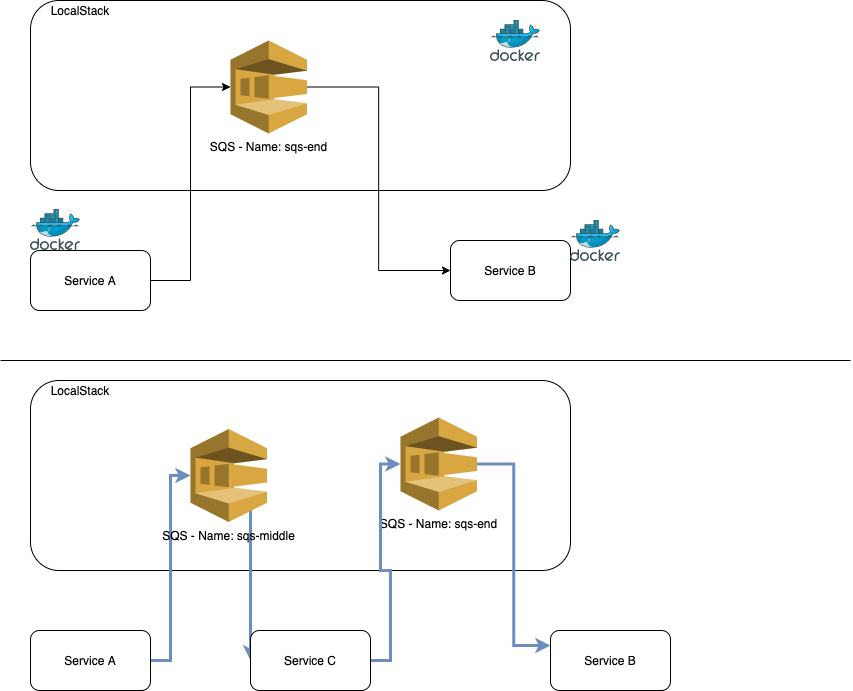 LocalStack
docker
SQS - Name: sqs-end
docker
docker
Service A
Service B
LocalStack
SQS - Name: sqs-middle
SQS - Name: sqs-end
Service A
Service C
Service B